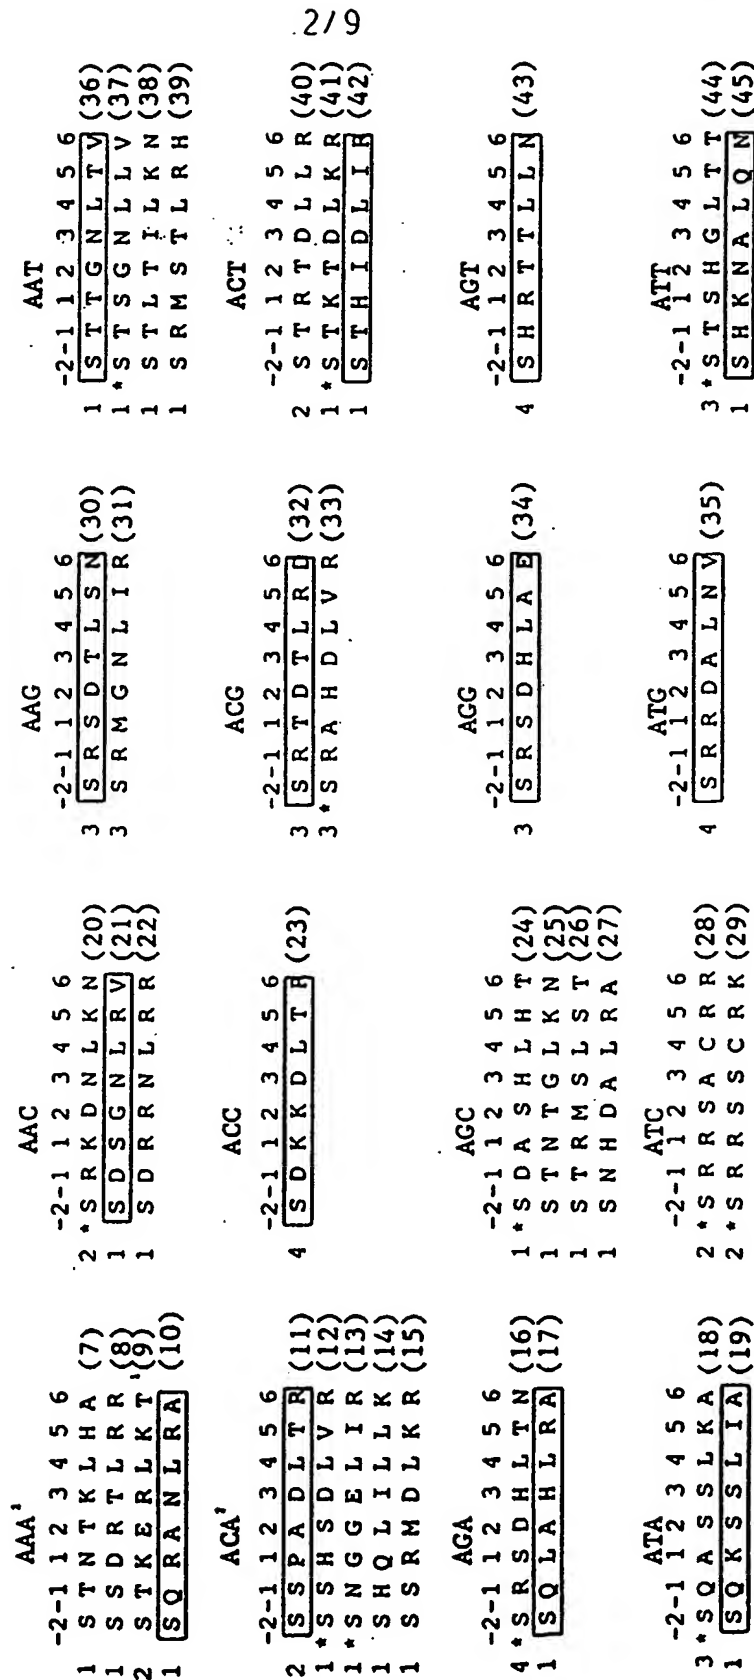 2/9
AAA¹
-2-1 1 2 3 4 5 6
1 S T N T K L H A (7)
1 S S D R T L R R (8)
2 S T K E R L K T (9)
1 S Q R A N L R A (10)
AAC
-2-1 1 2 3 4 5 6
2 *S R K D N L K N (20)
1 S D S G N L R V (21)
1 S D R R N L R R (22)
AAG
-2-1 1 2 3 4 5 6
3 S R S D T L S N (30)
3 S R M G N L I R (31)
AAT
-2-1 1 2 3 4 5 6
1 S T T G N L T V (36)
1 *S T S G N L L V (37)
1 S T L T I L K N (38)
1 S R M S T L R H (39)
ACA²
-2-1 1 2 3 4 5 6
2 S S P A D L T R (11)
1 *S S H S D L V R (12)
1 *S N G G E L I R (13)
1 S H Q L I L L K (14)
1 S S R M D L K R (15)
ACC
-2-1 1 2 3 4 5 6
4 S D K K D L T R (23)
ACG
-2-1 1 2 3 4 5 6
3 S R T D T L R D (32)
3 *S R A H D L V R (33)
ACT
-2-1 1 2 3 4 5 6
2 S T R T D L L R (40)
1 *S T K T D L K R (41)
1 S T H I D L I R (42)
AGA
-2-1 1 2 3 4 5 6
4 *S R S D H L T N (16)
1 S Q L A H L R A (17)
AGC
-2-1 1 2 3 4 5 6
1 *S D A S H L H T (24)
1 S T N T G L K N (25)
1 S T R M S L S T (26)
1 S N H D A L R A (27)
AGG
-2-1 1 2 3 4 5 6
3 S R S D H L A E (34)
AGT
-2-1 1 2 3 4 5 6
4 S H R T T L L N (43)
ATA
-2-1 1 2 3 4 5 6
3 *S Q A S S L K A (18)
1 S Q K S S L I A (19)
ATC
-2-1 1 2 3 4 5 6
2 *S R R S A C R R (28)
2 *S R R S S C R K (29)
ATG
-2-1 1 2 3 4 5 6
4 S R R D A L N V (35)
ATT
-2-1 1 2 3 4 5 6
3 *S T S H G L T T (44)
1 S H K N A L Q N (45)